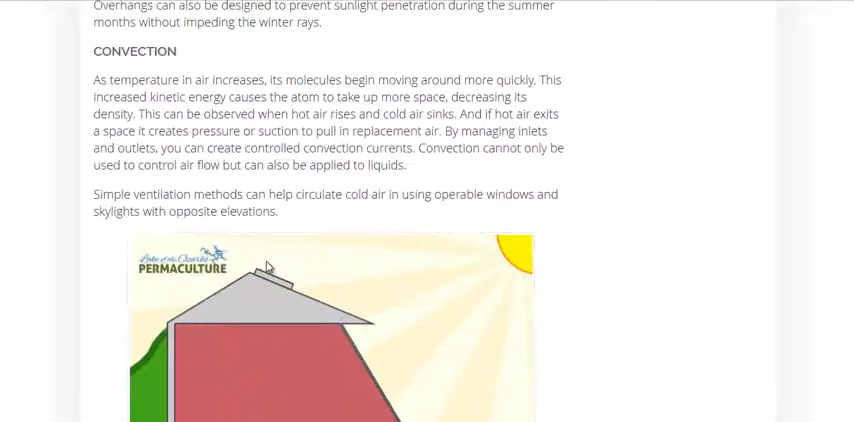 Overhangs can also be designed to prevent sunlight penetration during the summer
months without impeding the winter rays.
CONVECTION
As temperature in air increases, its molecules begin moving around more quickly. This
increased kinetic energy causes the atom to take up more space, decreasing its
density. This can be observed when hot air rises and cold air sinks. And if hot air exits
a space it creates pressure or suction to pull in replacement air. By managing inlets
and outlets, you can create controlled convection currents. Convection cannot only be
used to control air flow but can also be applied to liquids.
Simple ventilation methods can help circulate cold air in using operable windows and
skylights with opposite elevations.
Lake of the Ozarks
PERMACULTURE